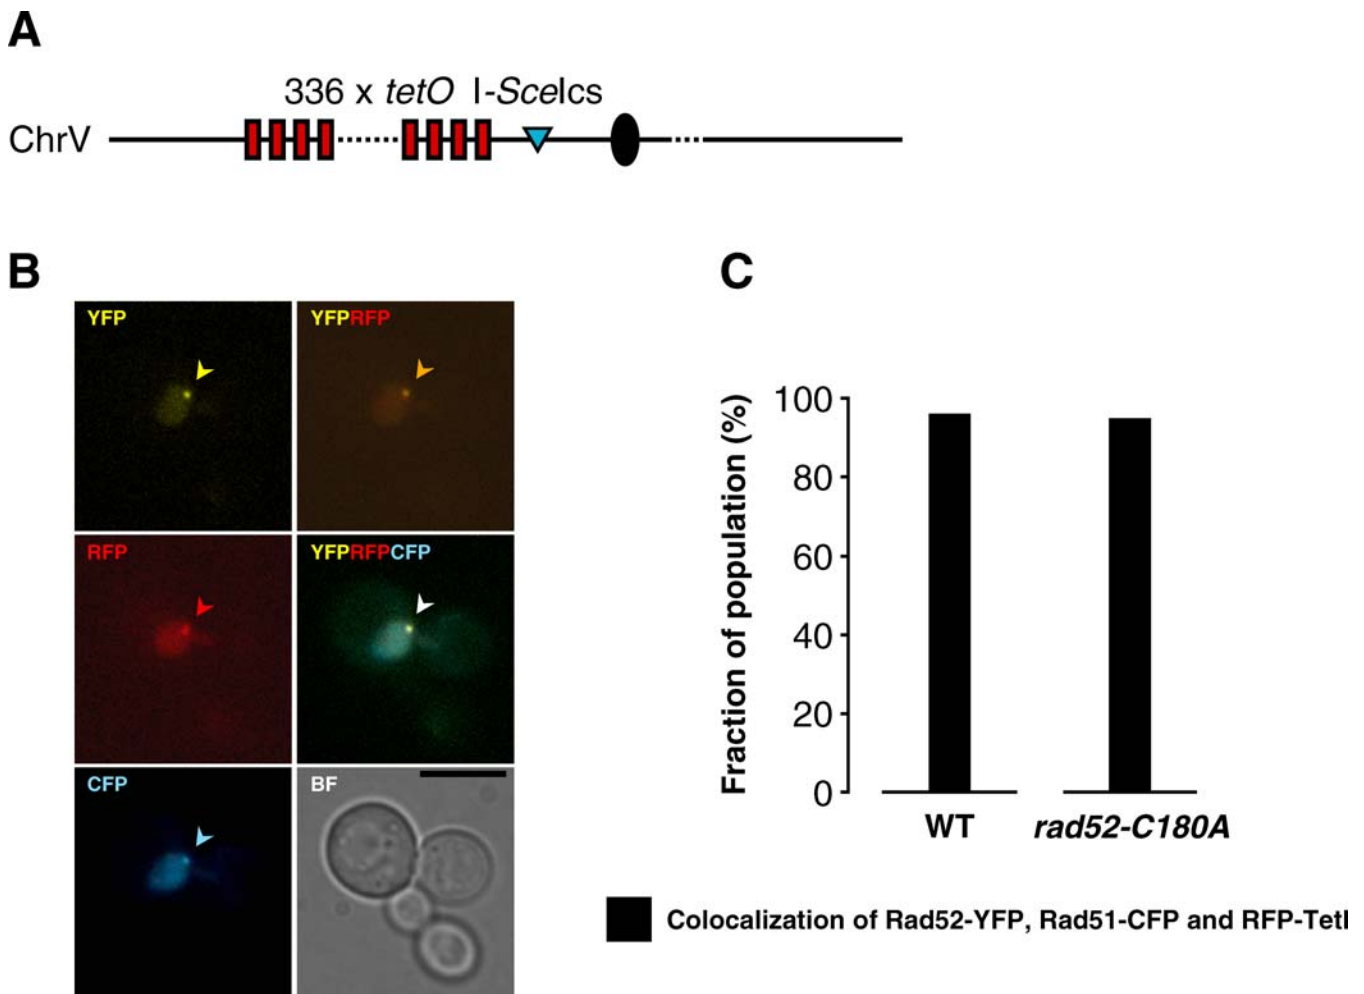 A
336 x tetO I-SceIcs
ChrV
B
YFP
YFPRFP
RFP
YFPRFPCFP
CFP
BF
C
Fraction of population (%)
100
80
60
40
20
0
WT
rad52-C180A
Colocalization of Rad52-YFP, Rad51-CFP and RFP-TetI